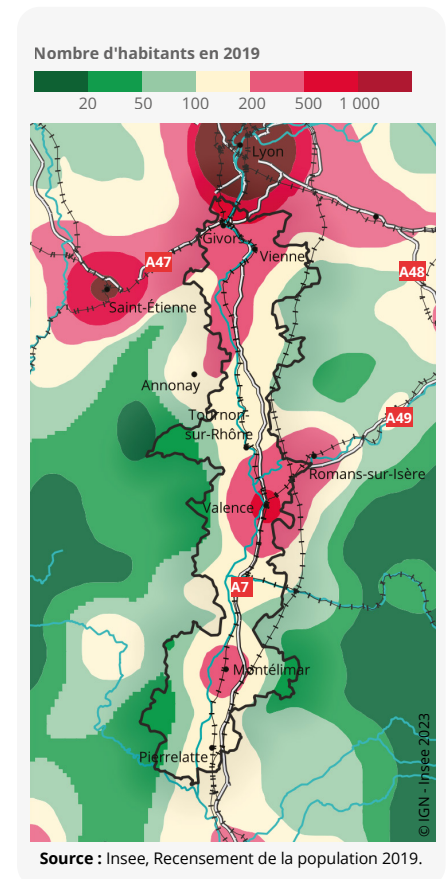 Nombre d'habitants en 2019
20 50 100 200 500 1 000
Lyon
Givors
Vienne
A47
A48
Saint-Étienne
Annonay
Tournon-
sur-Rhône
A49
Romans-sur-Isère
Valence
A7
Montélimar
Pierrelatte
© IGN - Insee 2023
Source : Insee, Recensement de la population 2019.